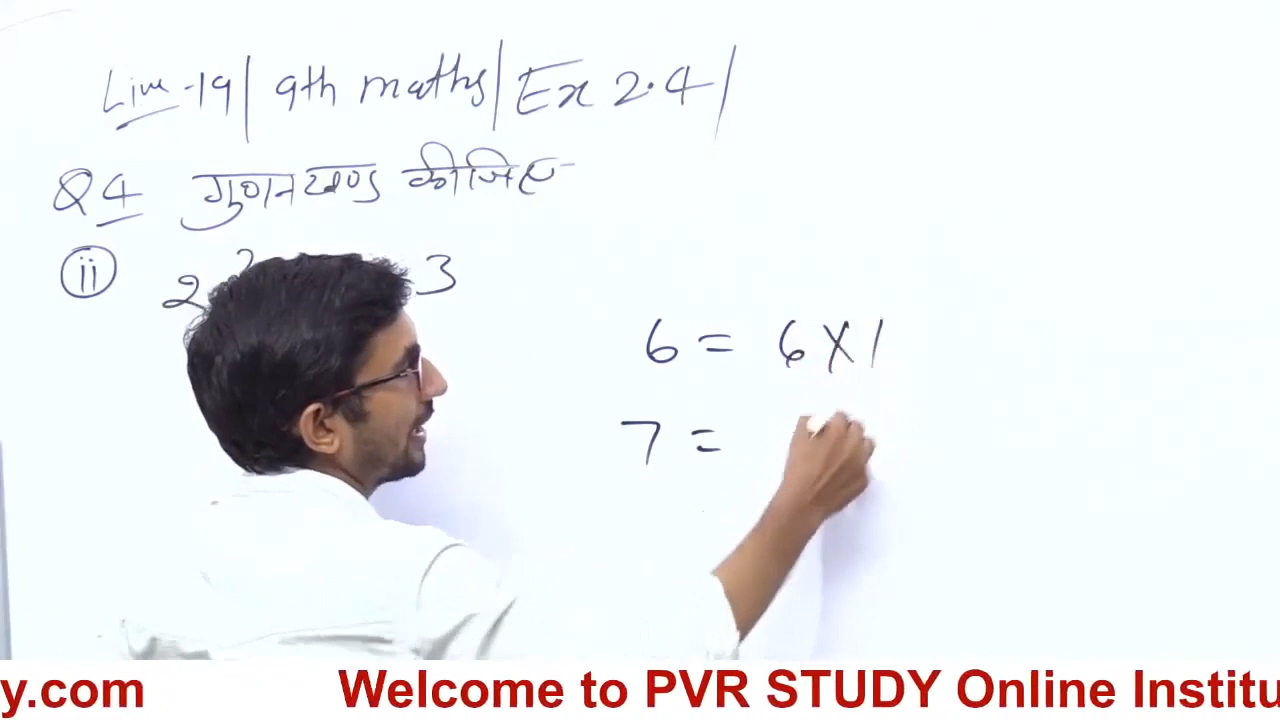 Live-19| 9th maths| Ex 2.4|
Q4 गुणनखण्ड कीजिए
ii 2 2 3
6 = 6 X 1
7 =
y.com Welcome to PVR STUDY Online Institu